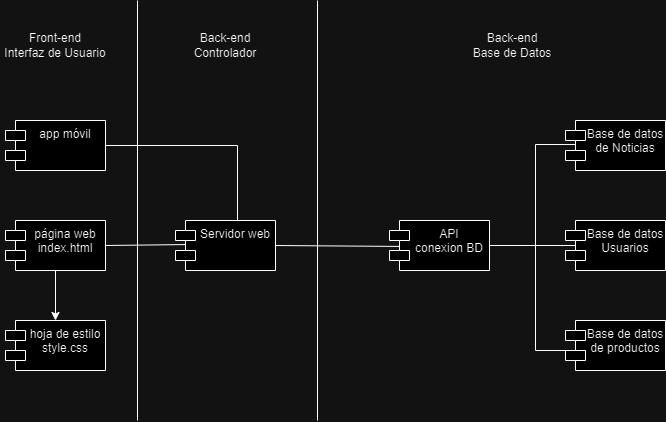 Front-end
Interfaz de Usuario
Back-end
Controlador
Back-end
Base de Datos
app móvil
Base de datos
de Noticias
página web
index.html
Servidor web
API
conexion BD
Base de datos
Usuarios
hoja de estilo
style.css
Base de datos
de productos